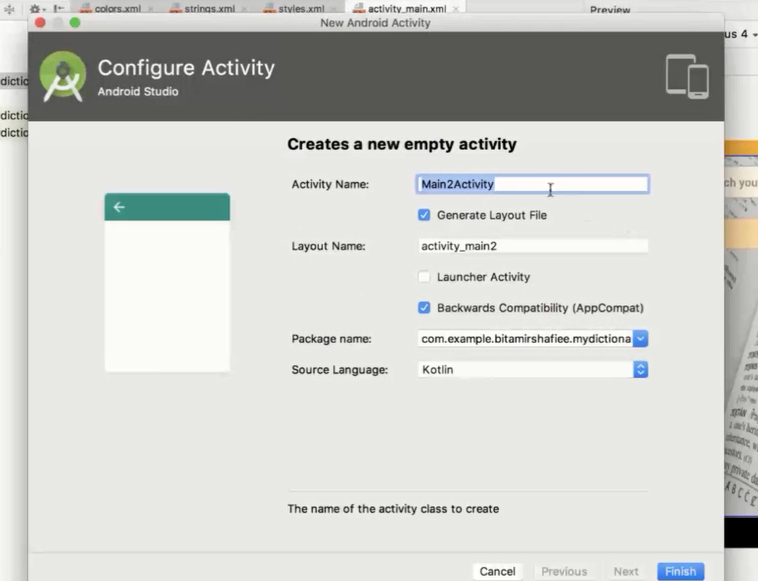 colors.xml strings.xml styles.xml activity_main.xml Preview
New Android Activity
us 4
Configure Activity
Android Studio
dictio
dictio
dictio
Creates a new empty activity
Activity Name: Main2Activity
ch you
Generate Layout File
Layout Name: activity_main2
Launcher Activity
Backwards Compatibility (AppCompat)
Package name: com.example.bitamirshafiee.mydictiona
Source Language: Kotlin
The name of the activity class to create
Cancel Previous Next Finish